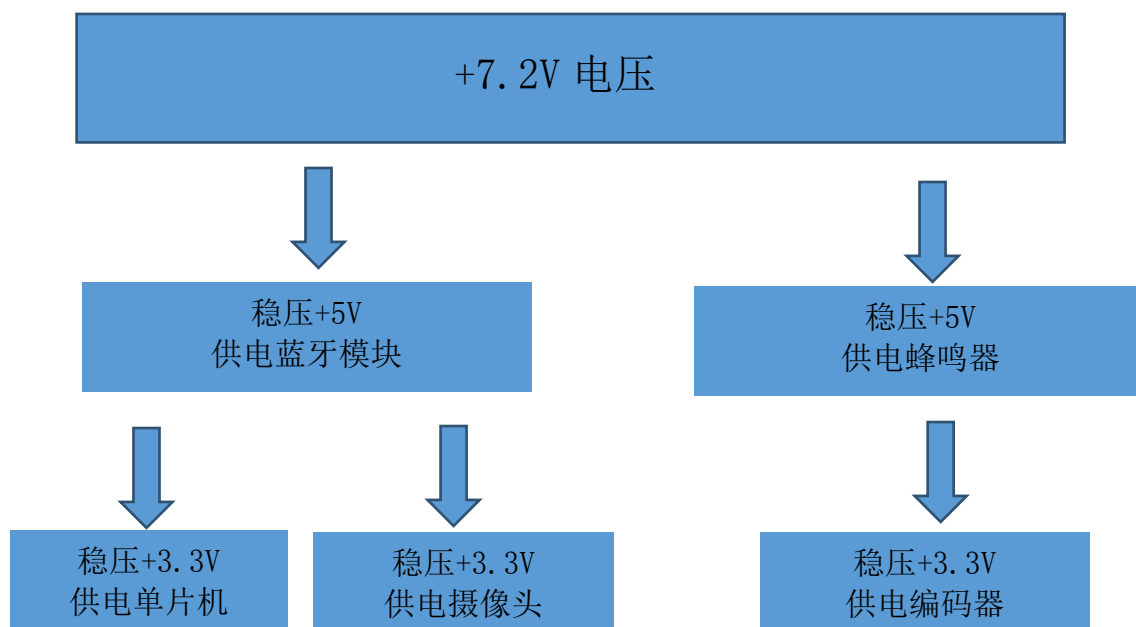 +7.2V 电压
稳压+5V
供电蓝牙模块
稳压+5V
供电蜂鸣器
稳压+3.3V
供电单片机
稳压+3.3V
供电摄像头
稳压+3.3V
供电编码器